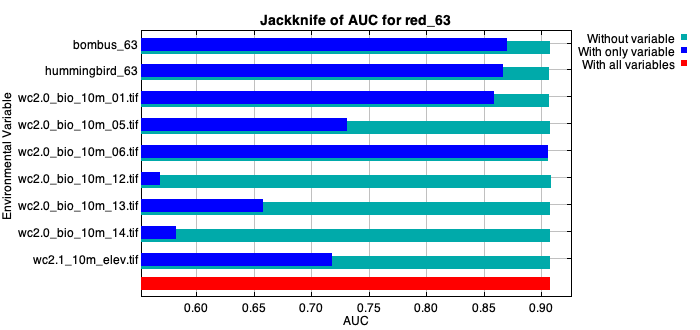 Jackknife of AUC for red_63
Without variable
With only variable
With all variables
Environmental Variable
bombus_63
hummingbird_63
wc2.0_bio_10m_01.tif
wc2.0_bio_10m_05.tif
wc2.0_bio_10m_06.tif
wc2.0_bio_10m_12.tif
wc2.0_bio_10m_13.tif
wc2.0_bio_10m_14.tif
wc2.1_10m_elev.tif
0.60 0.65 0.70 0.75 0.80 0.85 0.90
AUC